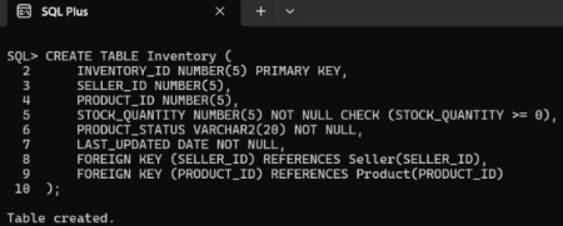 SQL Plus
SQL> CREATE TABLE Inventory (
2 INVENTORY_ID NUMBER(5) PRIMARY KEY,
3 SELLER_ID NUMBER(5),
4 PRODUCT_ID NUMBER(5),
5 STOCK_QUANTITY NUMBER(5) NOT NULL CHECK (STOCK_QUANTITY >= 0),
6 PRODUCT_STATUS VARCHAR2(20) NOT NULL,
7 LAST_UPDATED DATE NOT NULL,
8 FOREIGN KEY (SELLER_ID) REFERENCES Seller(SELLER_ID),
9 FOREIGN KEY (PRODUCT_ID) REFERENCES Product(PRODUCT_ID)
10 );
Table created.